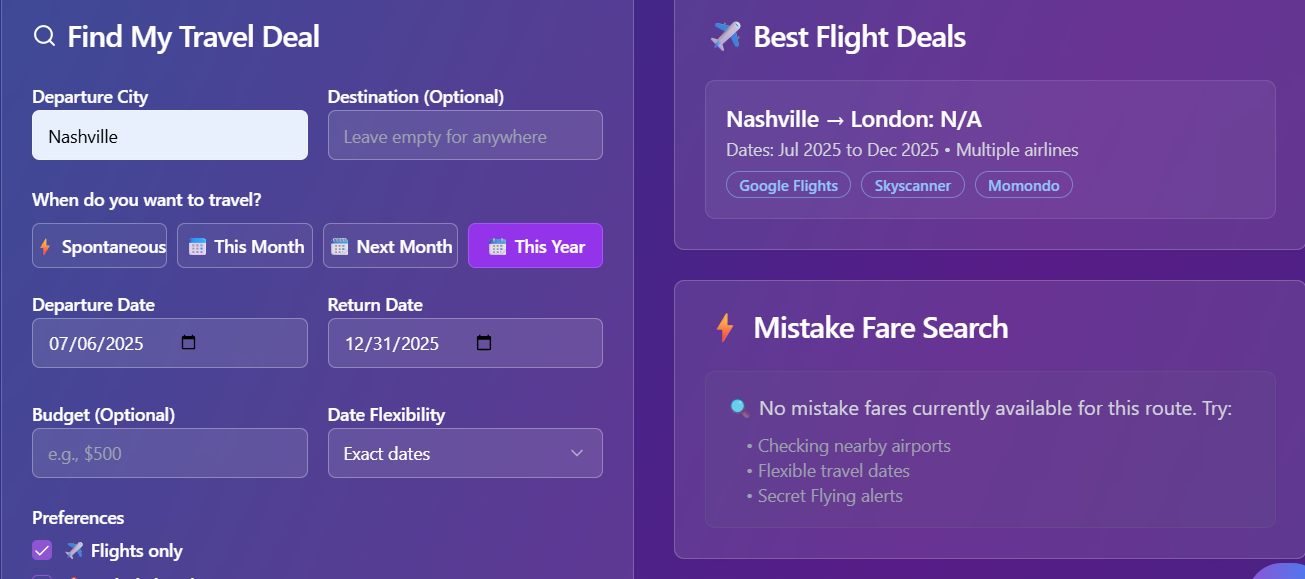 Find My Travel Deal
Departure City
Destination (Optional)
Nashville
Leave empty for anywhere
When do you want to travel?
Spontaneous
This Month
Next Month
This Year
Departure Date
Return Date
07/06/2025
12/31/2025
Budget (Optional)
Date Flexibility
e.g., $500
Exact dates
Preferences
Flights only
Best Flight Deals
Nashville → London: N/A
Dates: Jul 2025 to Dec 2025 • Multiple airlines
Google Flights
Skyscanner
Momondo
Mistake Fare Search
No mistake fares currently available for this route. Try:
• Checking nearby airports
• Flexible travel dates
• Secret Flying alerts